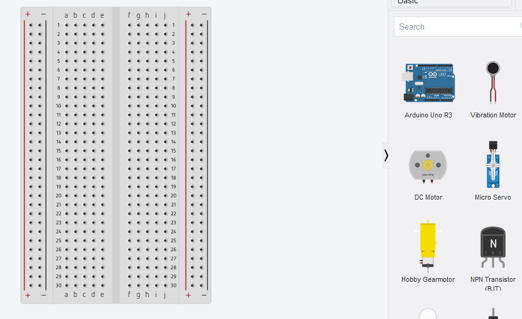 Basic
Search
+ − a b c d e f g h i j + −
1 1
2 2
3 3
4 4
5 5
6 6
7 7
8 8
9 9
10 10
11 11
12 12
13 13
14 14
15 15
16 16
17 17
18 18
19 19
20 20
21 21
22 22
23 23
24 24
25 25
26 26
27 27
28 28
29 29
30 30
+ − a b c d e f g h i j + −
Arduino Uno R3
Vibration Motor
DC Motor
Micro Servo
Hobby Gearmotor
N
NPN Transistor
(BJT)